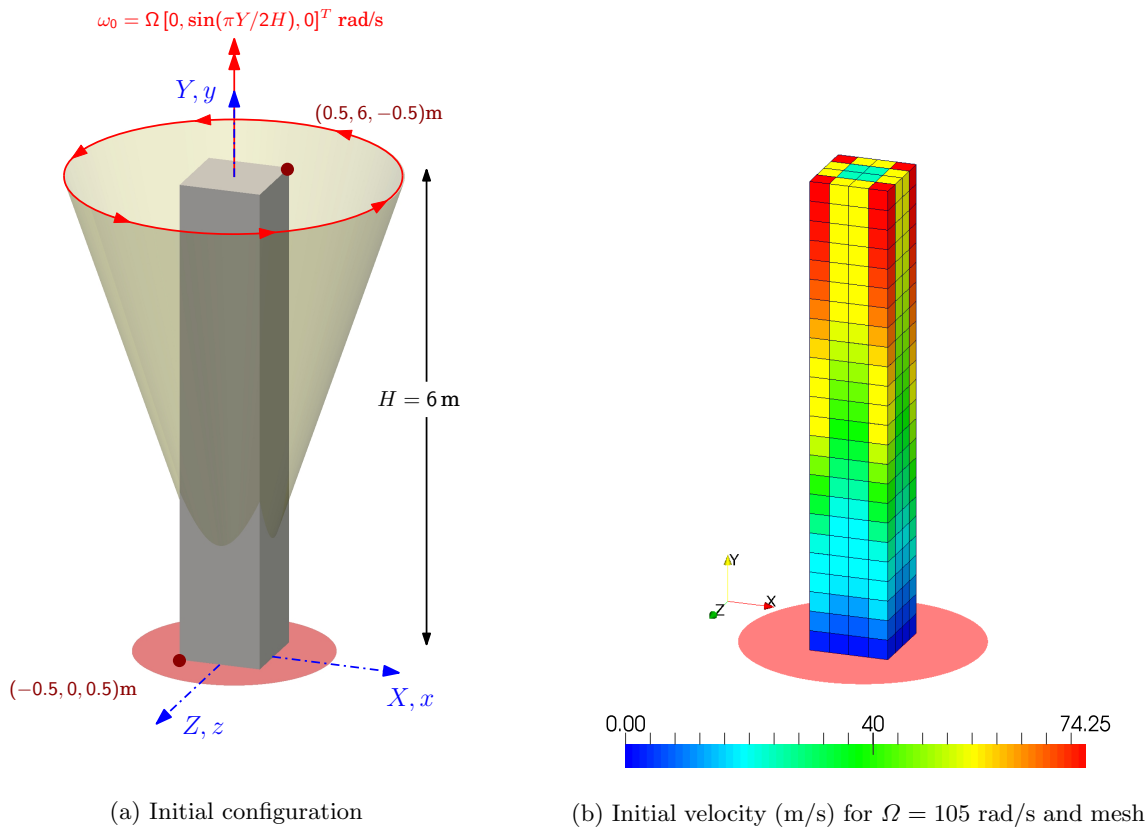 ω₀ = Ω [0, sin(πY/2H), 0]ᵀ rad/s
Y, y
(0.5, 6, −0.5)m
H = 6 m
(−0.5, 0, 0.5)m
X, x
Z, z
Y
X
Z
0.00 40 74.25
(a) Initial configuration
(b) Initial velocity (m/s) for Ω = 105 rad/s and mesh